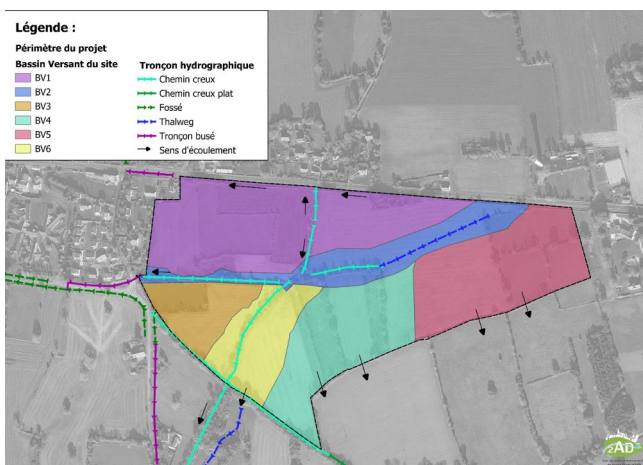 Légende :
Périmètre du projet
Bassin Versant du site
BV1
BV2
BV3
BV4
BV5
BV6
Tronçon hydrographique
Chemin creux
Chemin creux plat
Fossé
Thalweg
Tronçon busé
Sens d'écoulement
2AD